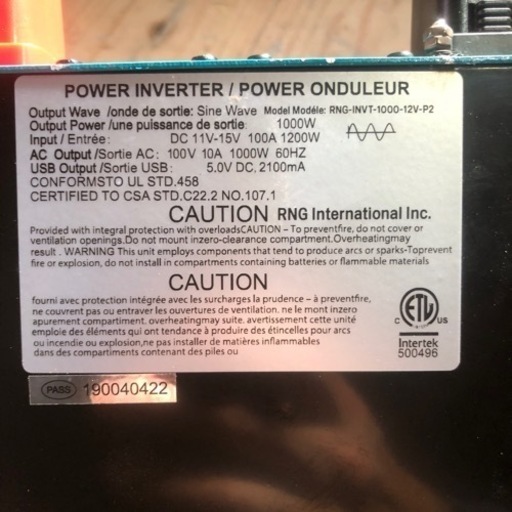 POWER INVERTER / POWER ONDULEUR
Output Wave /onde de sortie: Sine Wave Model Modéle: RNG-INVT-1000-12V-P2
Output Power /une puissance de sortie: 1000W
Input / Entrée: DC 11V-15V 100A 1200W
AC Output/Sortie AC: 100V 10A 1000W 60HZ
USB Output/Sortie USB: 5.0V DC, 2100mA
CONFORMSTO UL STD.458
CERTIFIED TO CSA STD.C22.2 NO.107.1
CAUTION RNG International Inc.
Provided with integral protection with overloadsCAUTION - To preventfire, do not cover or
ventilation openings.Do not mount inzero-clearance compartment.Overheatingmay
result . WARNING This unit employs components that tend to produce arcs or sparks-Toprevent
fire or explosion, do not install in compartments containing batteries or flammable materials
CAUTION
fourni avec protection intégrée avec les surcharges la prudence - à preventfire,
ne couvrent pas ou entraver les ouvertures de ventilation. ne le mont inzero
apurement compartiment. overheatingmay suite. avertissement cette unité
emploie des éléments qui ont tendance à produire des étincelles pour arcs
ou incendie ou explosion,ne pas installer de matières inflammables
dans des compartiments contenant des piles ou
ETL
C US
Intertek
500496
PASS 190040422